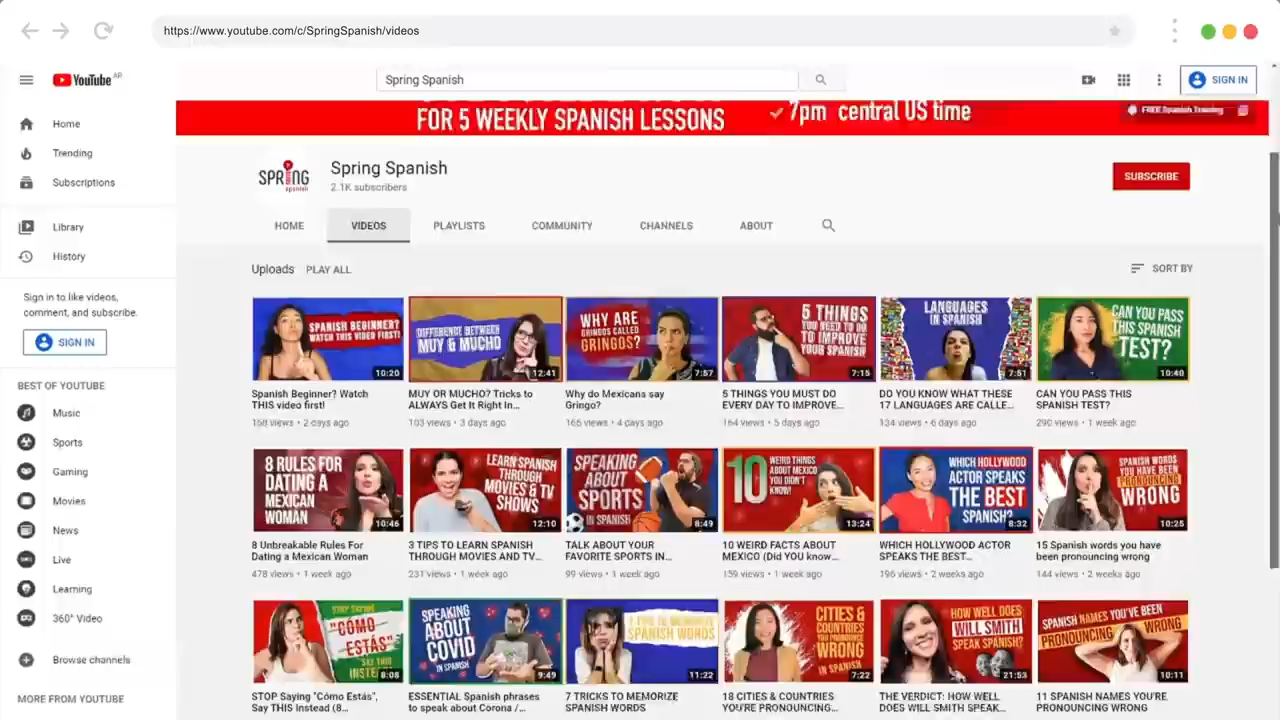 https://www.youtube.com/c/SpringSpanish/videos
YouTube AR
Spring Spanish
SIGN IN
FOR 5 WEEKLY SPANISH LESSONS
7pm central US time
FREE Spanish Training
Home
Trending
Subscriptions
Library
History
Sign in to like videos,
comment, and subscribe.
SIGN IN
BEST OF YOUTUBE
Music
Sports
Gaming
Movies
News
Live
Learning
360° Video
Browse channels
MORE FROM YOUTUBE
SPRING
spanish
Spring Spanish
2.1K subscribers
SUBSCRIBE
HOME
VIDEOS
PLAYLISTS
COMMUNITY
CHANNELS
ABOUT
Uploads PLAY ALL
SORT BY
SPANISH BEGINNER?
WATCH THIS VIDEO FIRST!
10:20
Spanish Beginner? Watch
THIS video first!
168 views • 2 days ago
DIFFERENCE BETWEEN
MUY & MUCHO
12:41
MUY OR MUCHO? Tricks to
ALWAYS Get It Right In...
103 views • 3 days ago
WHY ARE
GRINGOS CALLED
GRINGOS?
7:57
Why do Mexicans say
Gringo?
166 views • 4 days ago
5 THINGS
YOU NEED TO DO
TO IMPROVE
YOUR SPANISH
7:15
5 THINGS YOU MUST DO
EVERY DAY TO IMPROVE...
164 views • 5 days ago
LANGUAGES
IN SPANISH
7:51
DO YOU KNOW WHAT THESE
17 LANGUAGES ARE CALLE...
134 views • 6 days ago
CAN YOU PASS
THIS SPANISH
TEST?
10:40
CAN YOU PASS THIS
SPANISH TEST?
290 views • 1 week ago
8 RULES FOR
DATING A
MEXICAN
WOMAN
10:46
8 Unbreakable Rules For
Dating a Mexican Woman
478 views • 1 week ago
LEARN SPANISH
THROUGH
MOVIES & TV
SHOWS
12:10
3 TIPS TO LEARN SPANISH
THROUGH MOVIES AND TV...
231 views • 1 week ago
SPEAKING
ABOUT
SPORTS
IN SPANISH
8:49
TALK ABOUT YOUR
FAVORITE SPORTS IN...
99 views • 1 week ago
10 WEIRD THINGS
ABOUT MEXICO
YOU DIDN'T
KNOW!
13:24
10 WEIRD FACTS ABOUT
MEXICO (Did YOU know...
159 views • 1 week ago
WHICH HOLLYWOOD
ACTOR SPEAKS
THE BEST
SPANISH?
8:32
WHICH HOLLYWOOD ACTOR
SPEAKS THE BEST...
196 views • 2 weeks ago
SPANISH WORDS
YOU HAVE BEEN
PRONOUNCING
WRONG
10:25
15 Spanish words you have
been pronouncing wrong
144 views • 2 weeks ago
STOP SAYING
"CÓMO
ESTÁS"
SAY THIS
INSTEAD
8:08
STOP Saying "Cómo Estás",
Say THIS Instead (8...
SPEAKING
ABOUT
COVID
IN SPANISH
9:49
ESSENTIAL Spanish phrases
to speak about Corona /...
7 TIPS TO MEMORIZE
SPANISH WORDS
11:22
7 TRICKS TO MEMORIZE
SPANISH WORDS
CITIES &
COUNTRIES
YOU PRONOUNCE
WRONG
IN SPANISH
7:22
18 CITIES & COUNTRIES
YOU'RE PRONOUNCING...
HOW WELL DOES
WILL SMITH
SPEAK SPANISH?
21:53
THE VERDICT: HOW WELL
DOES WILL SMITH SPEAK...
SPANISH NAMES YOU'VE BEEN
PRONOUNCING WRONG
10:11
11 SPANISH NAMES YOU'RE
PRONOUNCING WRONG